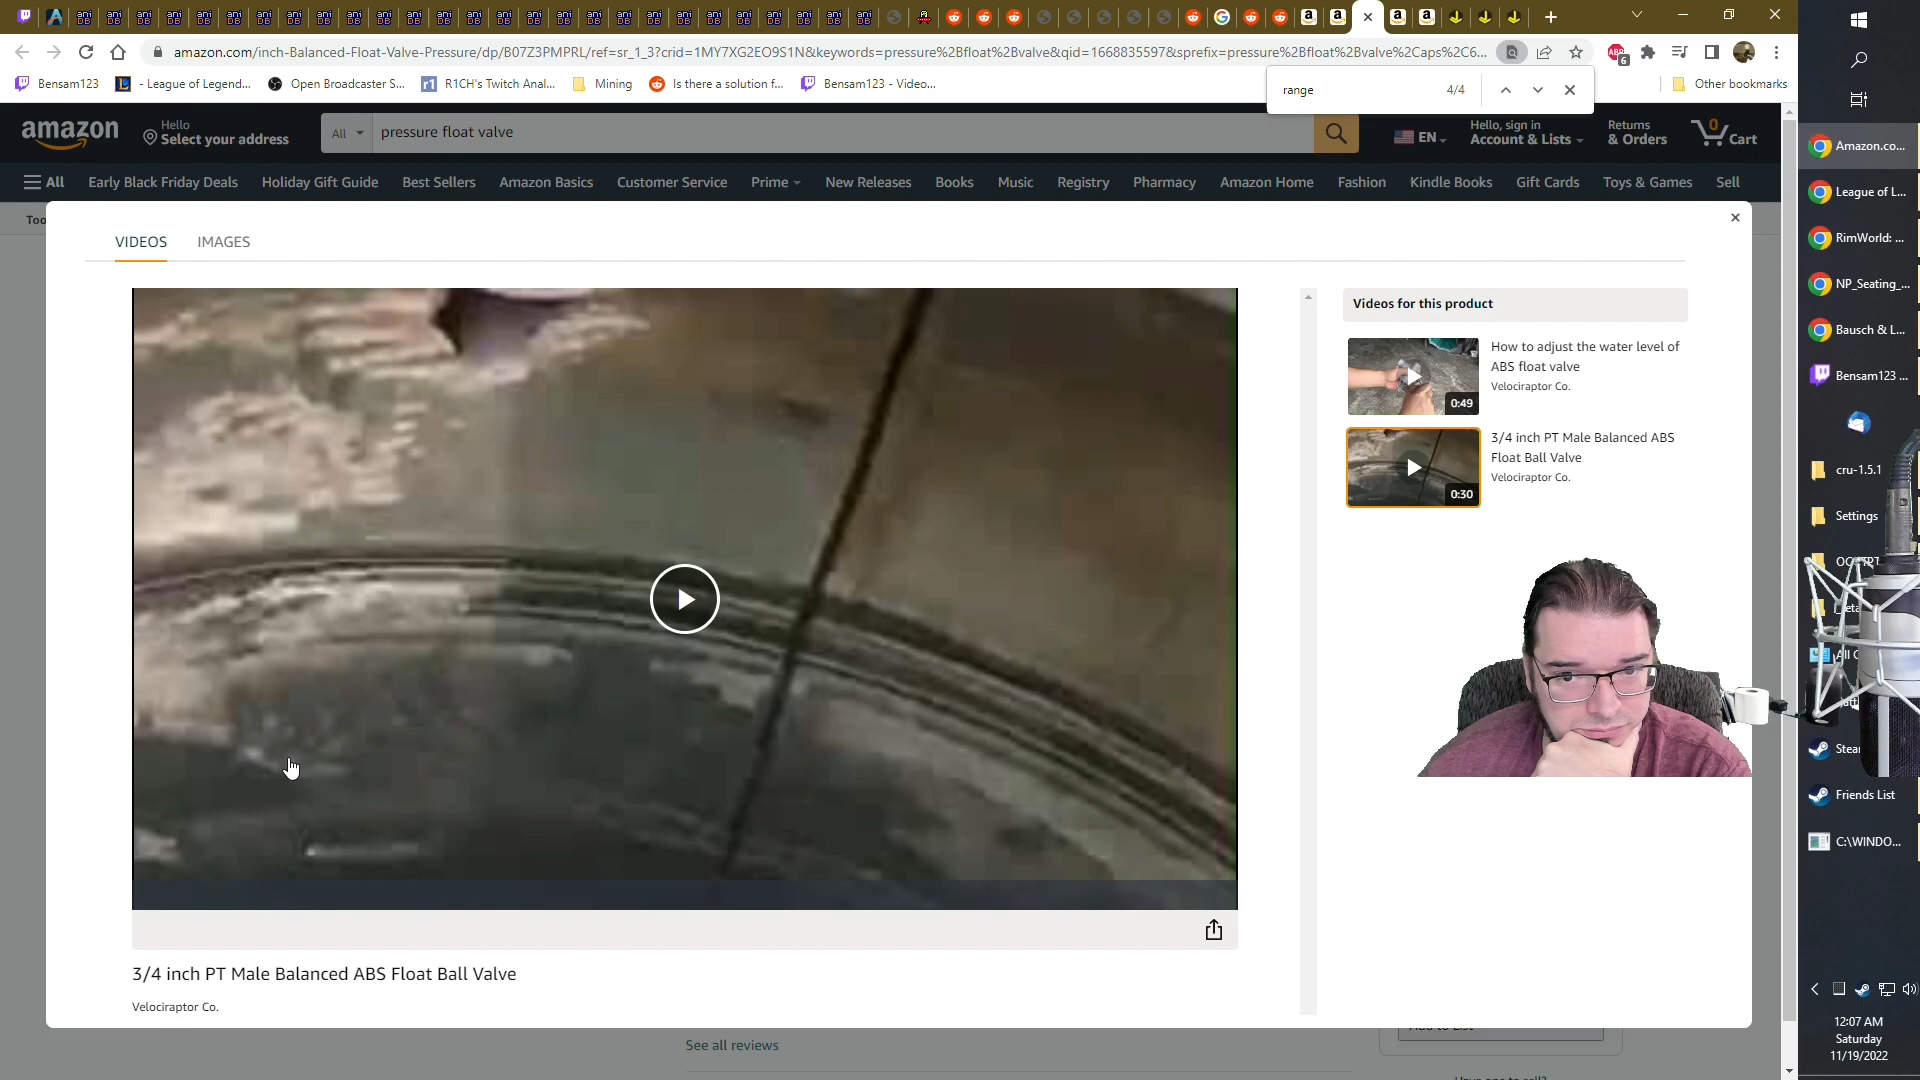 amazon.com/inch-Balanced-Float-Valve-Pressure/dp/B07Z3PMPRL/ref=sr_1_3?crid=1MY7XG2EO9S1N&keywords=pressure%2Bfloat%2Bvalve&qid=1668835597&sprefix=pressure%2Bfloat%2Bvalve%2Caps%2C6...
Bensam123
- League of Legend...
Open Broadcaster S...
R1CH's Twitch Anal...
Mining
Is there a solution f...
Bensam123 - Video...
Other bookmarks
range
4/4
amazon
Hello
Select your address
All
pressure float valve
EN
Hello, sign in
Account & Lists
Returns
& Orders
0
Cart
All
Early Black Friday Deals
Holiday Gift Guide
Best Sellers
Amazon Basics
Customer Service
Prime
New Releases
Books
Music
Registry
Pharmacy
Amazon Home
Fashion
Kindle Books
Gift Cards
Toys & Games
Sell
Too
VIDEOS
IMAGES
Videos for this product
How to adjust the water level of
ABS float valve
Velociraptor Co.
0:49
3/4 inch PT Male Balanced ABS
Float Ball Valve
Velociraptor Co.
0:30
3/4 inch PT Male Balanced ABS Float Ball Valve
Velociraptor Co.
See all reviews
Amazon.co...
League of L...
RimWorld: ...
NP_Seating_...
Bausch & L...
Bensam123 ...
cru-1.5.1
Settings
All C
Stea
Friends List
C:\WINDO...
12:07 AM
Saturday
11/19/2022